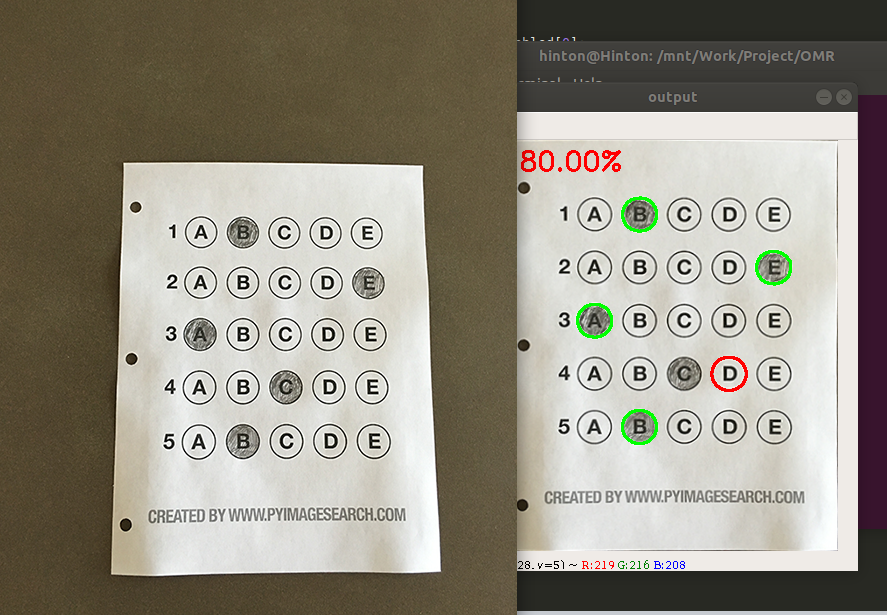 1 A B C D E
2 A B C D E
3 A B C D E
4 A B C D E
5 A B C D E
CREATED BY WWW.PYIMAGESEARCH.COM
hinton@Hinton: /mnt/Work/Project/OMR
output
80.00%
1 A B C D E
2 A B C D E
3 A B C D E
4 A B C D E
5 A B C D E
CREATED BY WWW.PYIMAGESEARCH.COM
28, y=5) ~ R:219 G:216 B:208